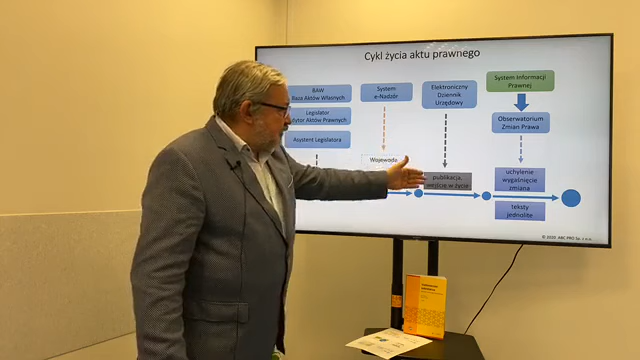 Cykl życia aktu prawnego
BAW
Baza Aktów Własnych
Legislator
Edytor Aktów Prawnych
Asystent Legislatora
System
e-Nadzór
Elektroniczny
Dziennik
Urzędowy
System Informacji
Prawnej
Obserwatorium
Zmian Prawa
Wojewoda
publikacja,
wejście w życie
uchylenie
wygaśnięcie
zmiana
teksty
jednolite
© 2020 ABC PRO Sp. z o.o.